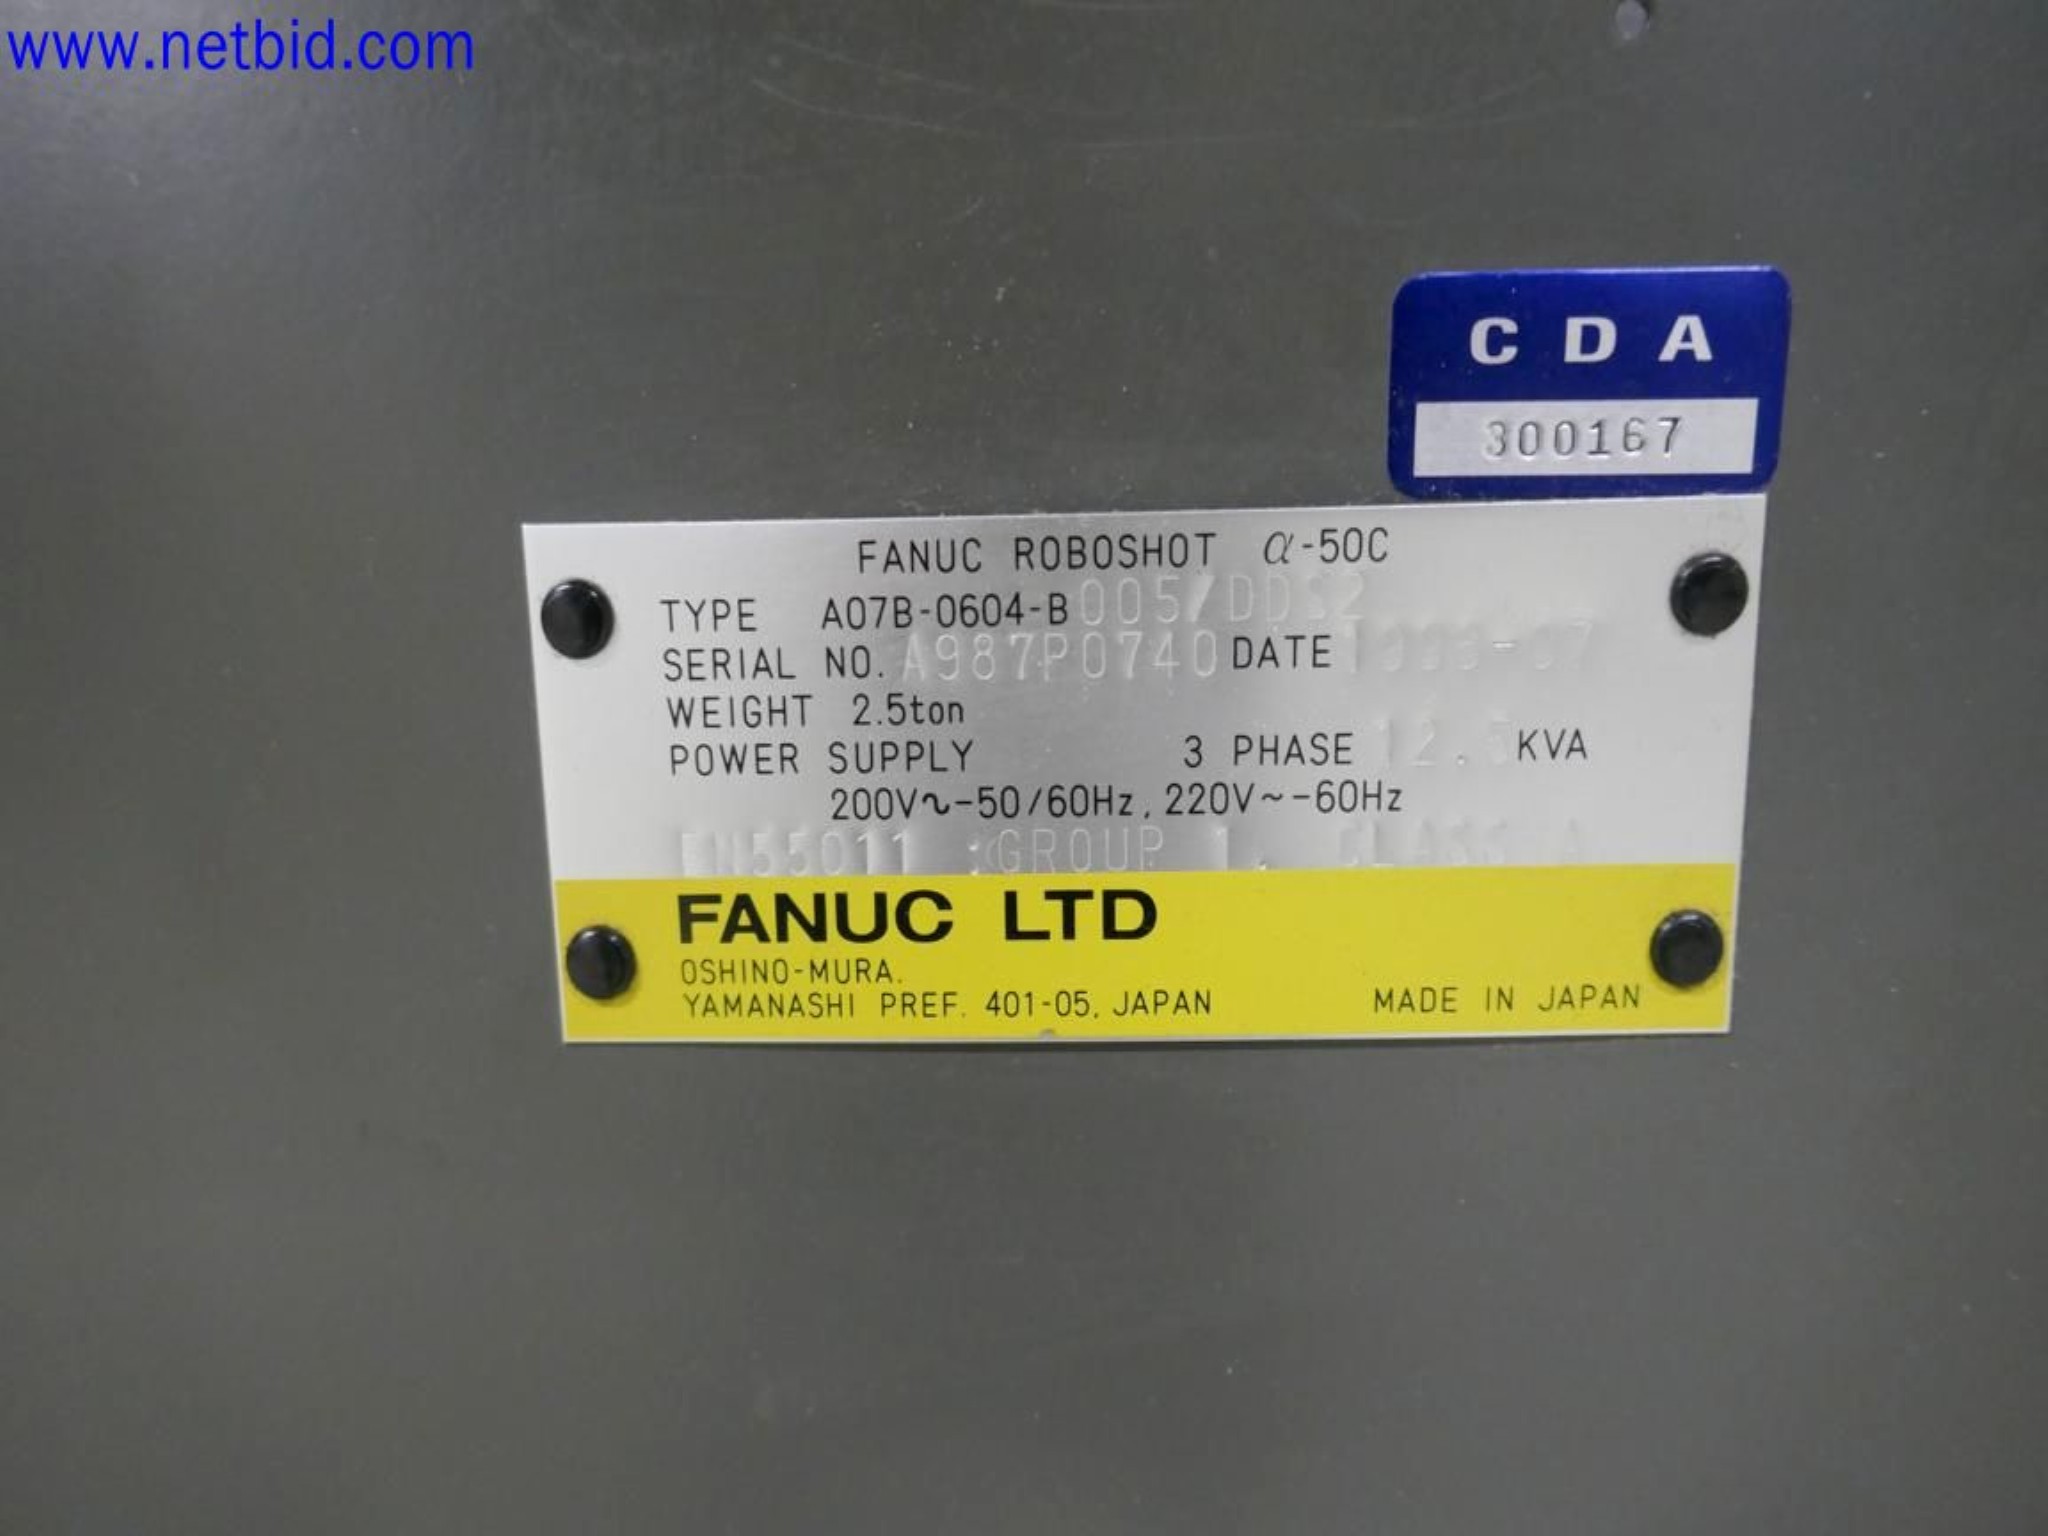 www.netbid.com
C D A
300167
FANUC ROBOSHOT α-50C
TYPE A07B-0604-B005/DDS2
SERIAL NO. A987P0740 DATE
WEIGHT 2.5ton
POWER SUPPLY 3 PHASE KVA
200V~-50/60Hz, 220V~-60Hz
EN55011 :GROUP 1, CLASS A
FANUC LTD
OSHINO-MURA.
YAMANASHI PREF. 401-05, JAPAN MADE IN JAPAN